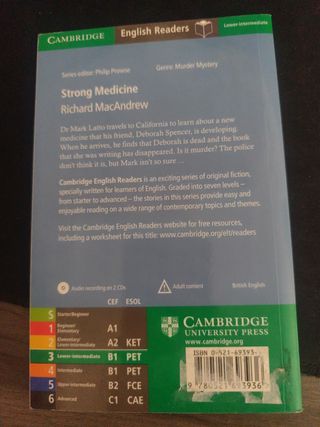 CAMBRIDGE English Readers Lower-intermediate
Series editor: Philip Prowse Genre: Murder Mystery
Strong Medicine
Richard MacAndrew
Dr Mark Latto travels to California to learn about a new
medicine that his friend, Deborah Spencer, is developing.
When he arrives, he finds that Deborah is dead and the book
that she was writing has disappeared. Is it murder? The police
don't think it is, but Mark isn't so sure ...
Cambridge English Readers is an exciting series of original fiction,
specially written for learners of English. Graded into seven levels –
from starter to advanced – the stories in this series provide easy and
enjoyable reading on a wide range of contemporary topics and themes.
Visit the Cambridge English Readers website for free resources,
including a worksheet for this title: www.cambridge.org/elt/readers
Audio recording on 2 CDs Adult content British English
CEF ESOL
S Starter/Beginner
1 Beginner/Elementary A1
2 Elementary/Lower-intermediate A2 KET
3 Lower-intermediate B1 PET
4 Intermediate B1 PET
5 Upper-intermediate B2 FCE
6 Advanced C1 CAE
CAMBRIDGE
UNIVERSITY PRESS
www.cambridge.org
ISBN 0-521-69393-
9 780521 693936